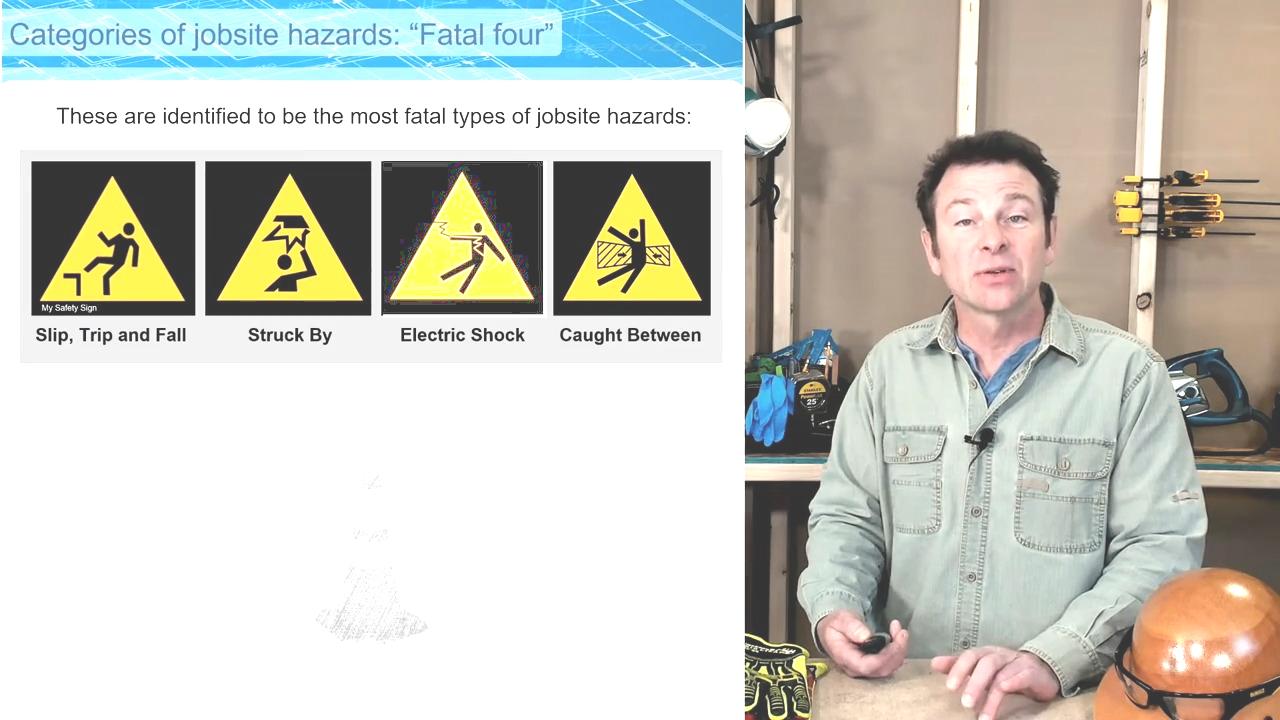 Categories of jobsite hazards: “Fatal four”
These are identified to be the most fatal types of jobsite hazards:
My Safety Sign
Slip, Trip and Fall
Struck By
Electric Shock
Caught Between
STANLEY
25